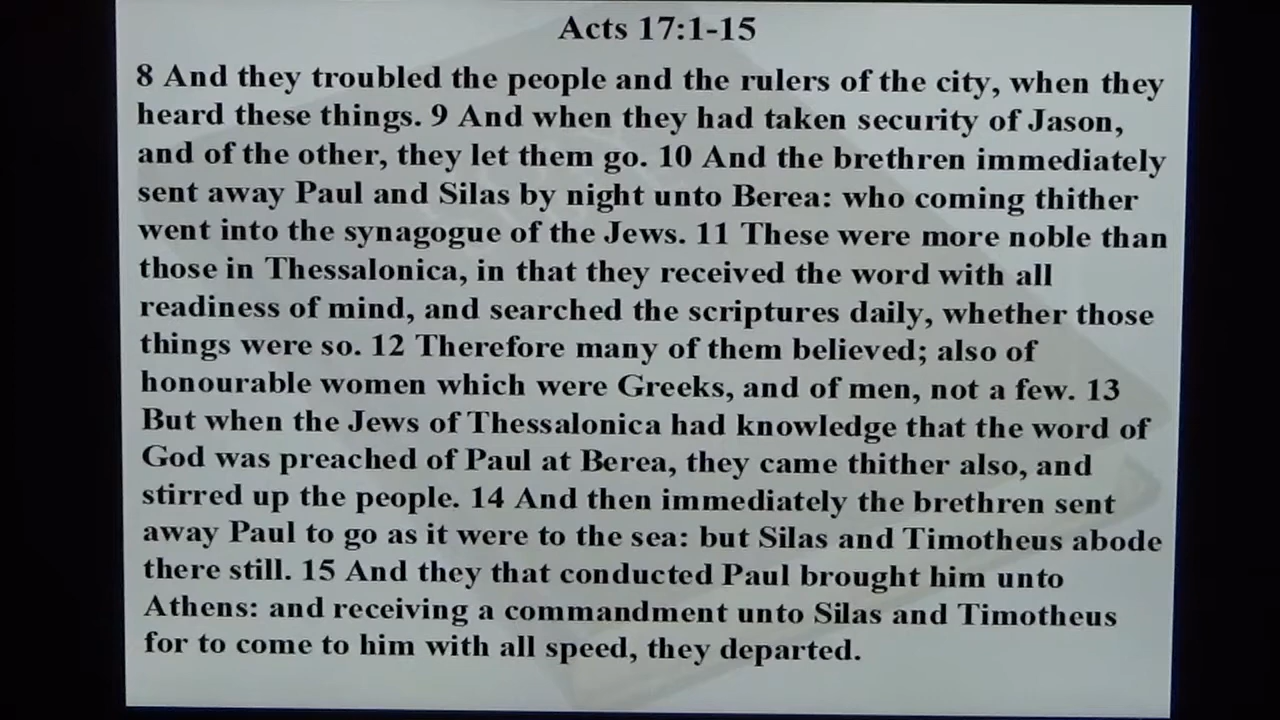 Acts 17:1-15
8 And they troubled the people and the rulers of the city, when they
heard these things. 9 And when they had taken security of Jason,
and of the other, they let them go. 10 And the brethren immediately
sent away Paul and Silas by night unto Berea: who coming thither
went into the synagogue of the Jews. 11 These were more noble than
those in Thessalonica, in that they received the word with all
readiness of mind, and searched the scriptures daily, whether those
things were so. 12 Therefore many of them believed; also of
honourable women which were Greeks, and of men, not a few. 13
But when the Jews of Thessalonica had knowledge that the word of
God was preached of Paul at Berea, they came thither also, and
stirred up the people. 14 And then immediately the brethren sent
away Paul to go as it were to the sea: but Silas and Timotheus abode
there still. 15 And they that conducted Paul brought him unto
Athens: and receiving a commandment unto Silas and Timotheus
for to come to him with all speed, they departed.